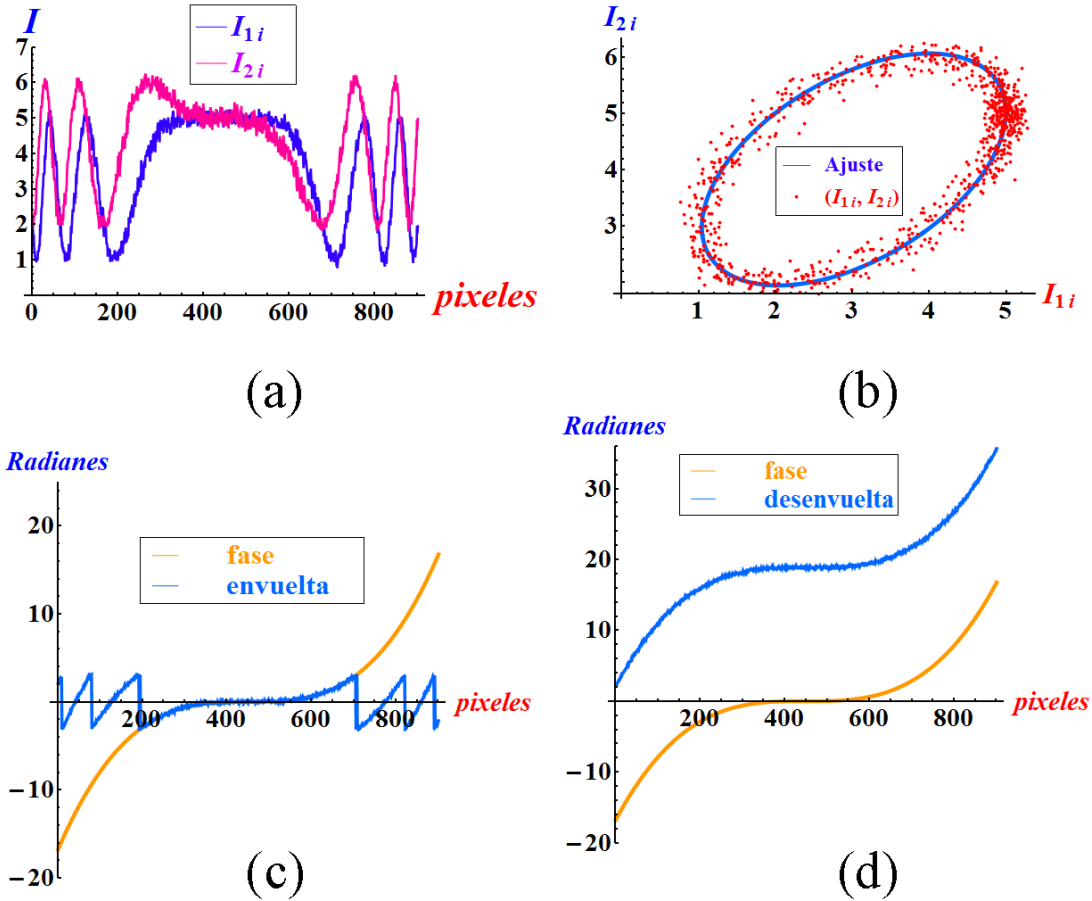 I
I1 i
I2 i
7
6
5
4
3
2
1
0 200 400 600 800
pixeles
(a)
I2 i
6
5
4
3
Ajuste
(I1 i, I2 i)
1 2 3 4 5
I1 i
(b)
Radianes
fase
envuelta
20
10
200 400 600 800
pixeles
−10
−20
(c)
Radianes
fase
desenvuelta
30
20
10
200 400 600 800
pixeles
−10
−20
(d)